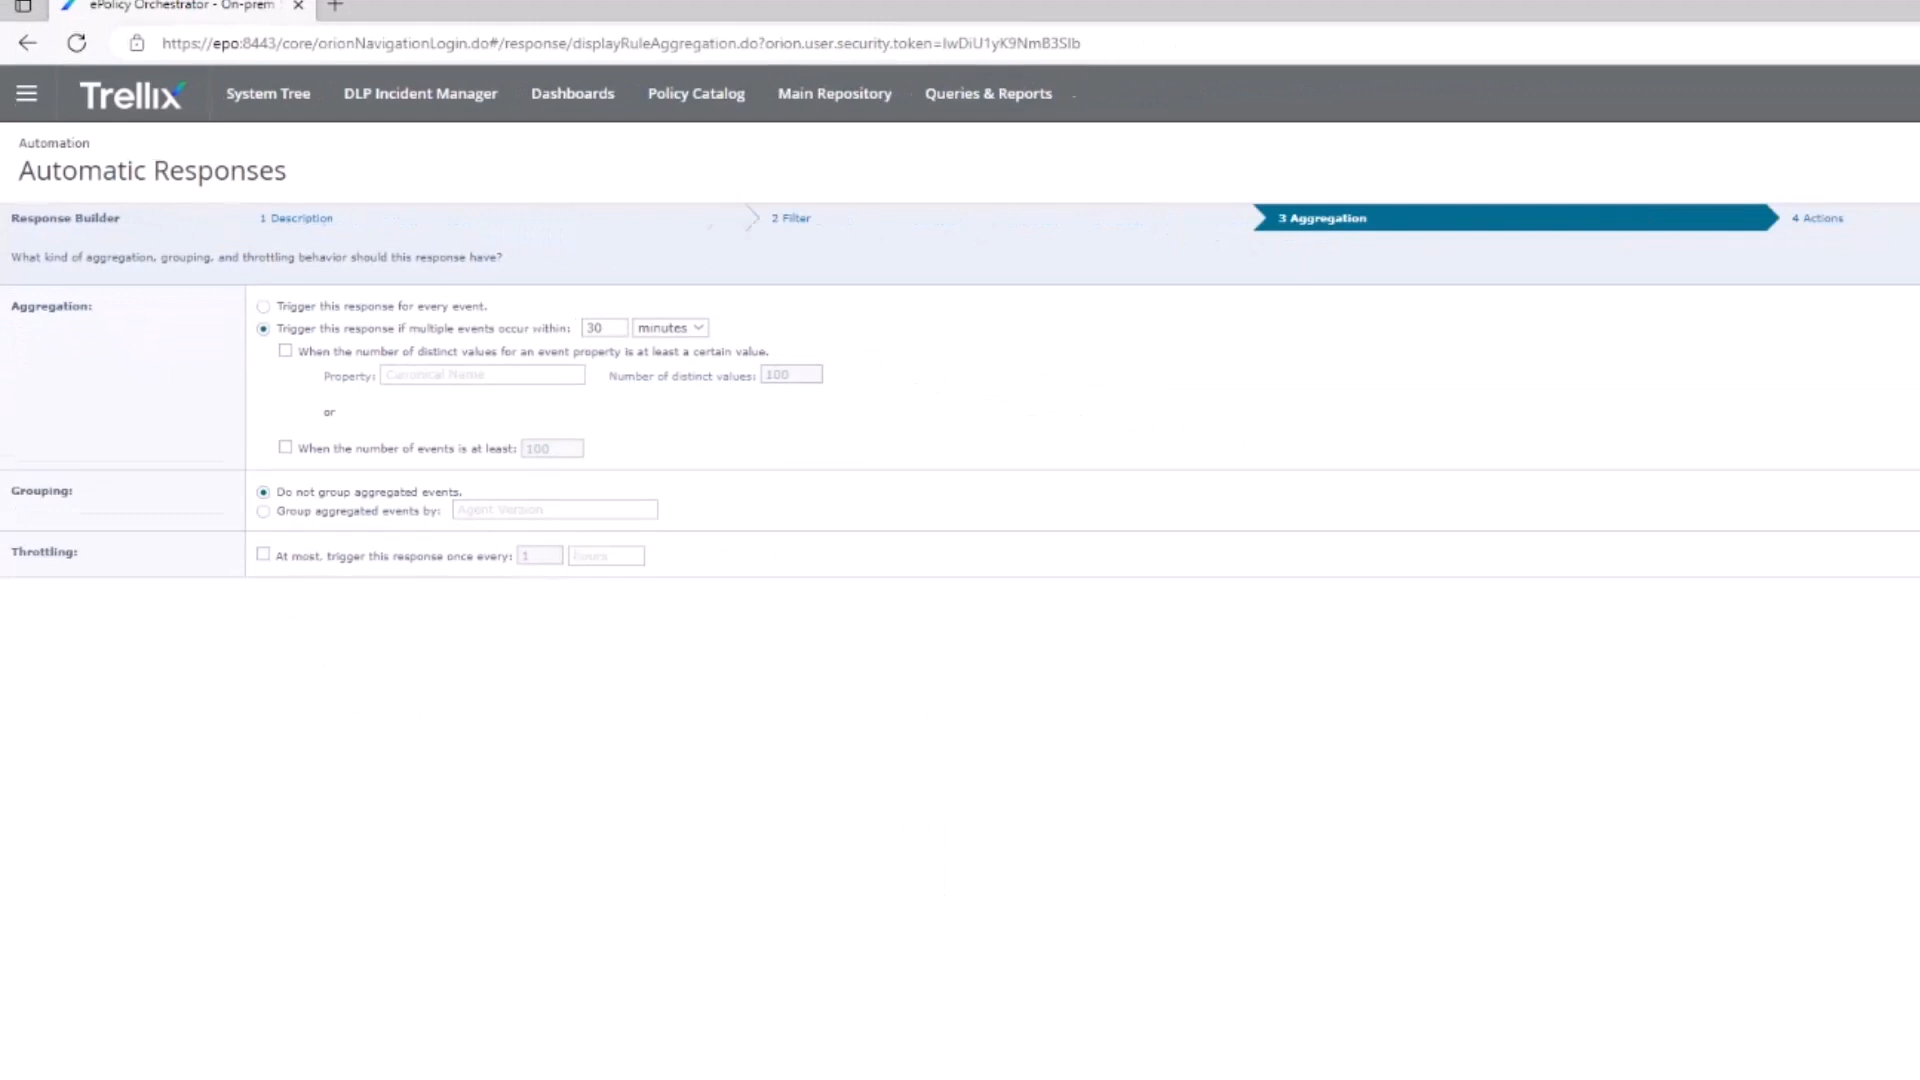 ePolicy Orchestrator - On-prem
https://epo:8443/core/orionNavigationLogin.do#/response/displayRuleAggregation.do?orion.user.security.token=
Trellix
System Tree DLP Incident Manager Dashboards Policy Catalog Main Repository Queries & Reports
Automation
Automatic Responses
Response Builder 1 Description 2 Filter 3 Aggregation 4 Actions
What kind of aggregation, grouping, and throttling behavior should this response have?
Aggregation: Trigger this response for every event.
Trigger this response if multiple events occur within: 30 minutes
When the number of distinct values for an event property is at least a certain value.
Property: Canonical Name Number of distinct values: 100
or
When the number of events is at least: 100
Grouping: Do not group aggregated events.
Group aggregated events by: Agent Version
Throttling: At most, trigger this response once every: 1 hours